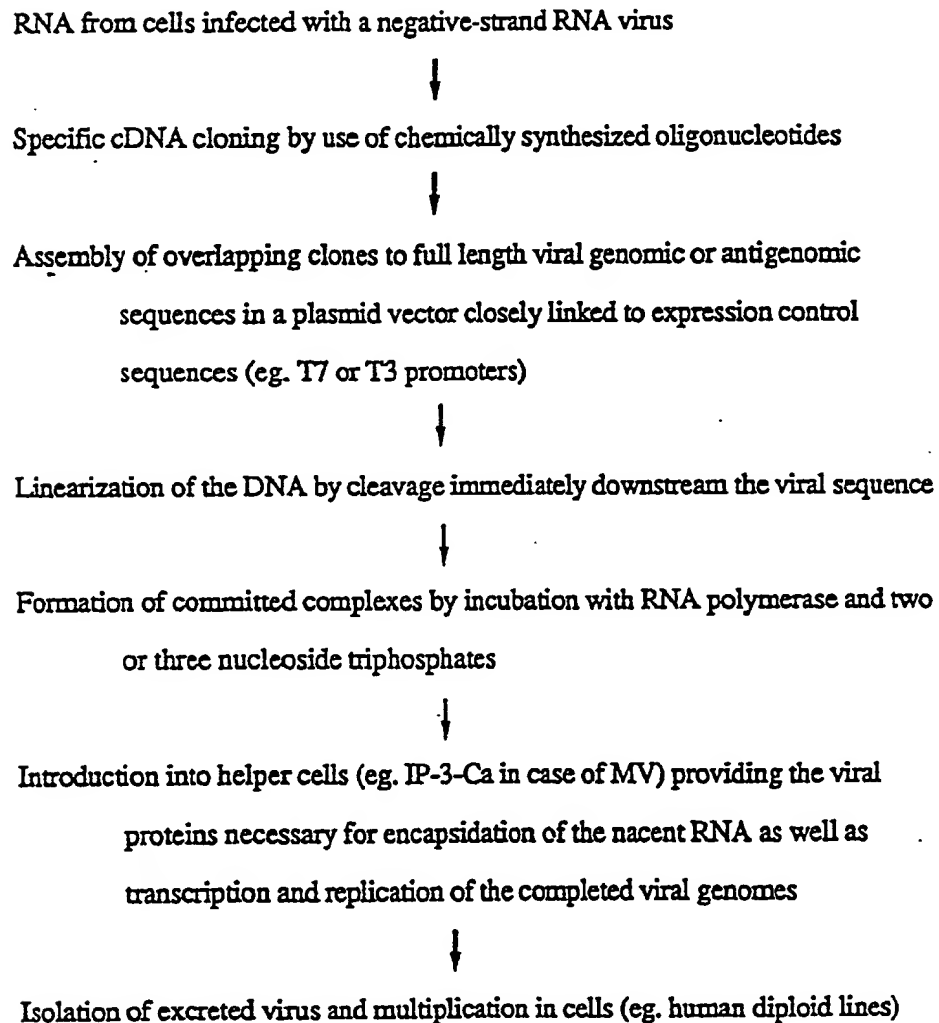 RNA from cells infected with a negative-strand RNA virus
Specific cDNA cloning by use of chemically synthesized oligonucleotides
Assembly of overlapping clones to full length viral genomic or antigenomic
sequences in a plasmid vector closely linked to expression control
sequences (eg. T7 or T3 promoters)
Linearization of the DNA by cleavage immediately downstream the viral sequence
Formation of committed complexes by incubation with RNA polymerase and two
or three nucleoside triphosphates
Introduction into helper cells (eg. IP-3-Ca in case of MV) providing the viral
proteins necessary for encapsidation of the nacent RNA as well as
transcription and replication of the completed viral genomes
Isolation of excreted virus and multiplication in cells (eg. human diploid lines)